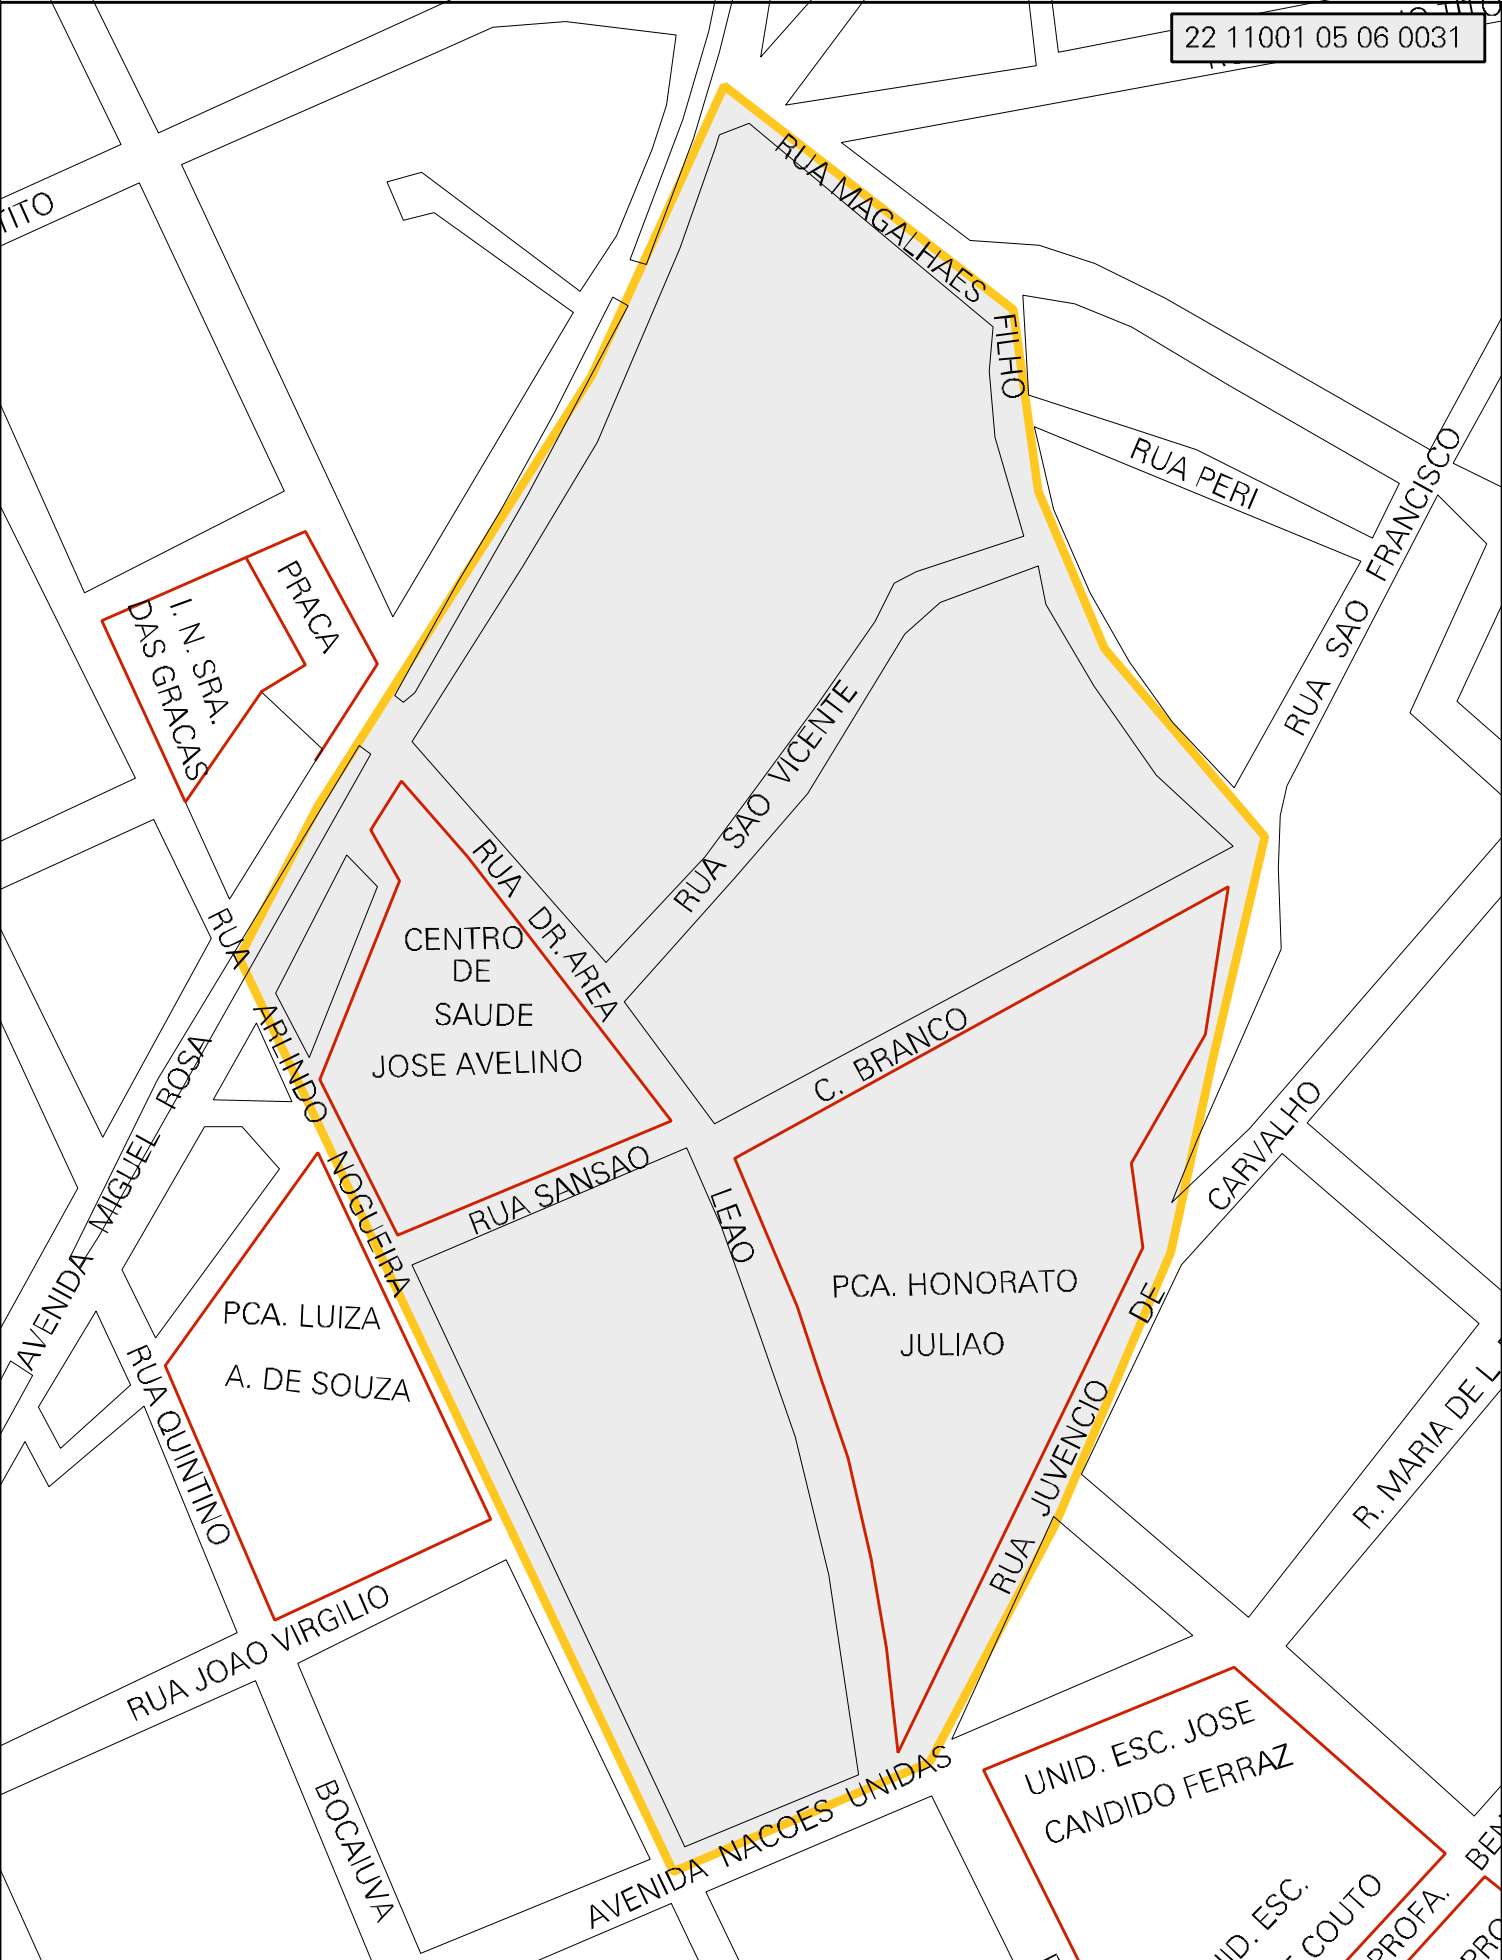 22 11001 05 06 0031
TITO
RUA MAGALHAES FILHO
RUA PERI
RUA SAO FRANCISCO
PRACA
I. N. SRA.
DAS GRACAS
RUA SAO VICENTE
RUA DR. AREA LEAO
CENTRO
DE
SAUDE
JOSE AVELINO
RUA ARLINDO NOGUEIRA
AVENIDA MIGUEL ROSA
C. BRANCO
RUA SANSAO
PCA. HONORATO
JULIAO
RUA JUVENCIO DE CARVALHO
PCA. LUIZA
A. DE SOUZA
RUA QUINTINO BOCAIUVA
RUA JOAO VIRGILIO
R. MARIA DE L
AVENIDA NACOES UNIDAS
UNID. ESC. JOSE
CANDIDO FERRAZ
ESC.
COUTO
PROFA.
BEN